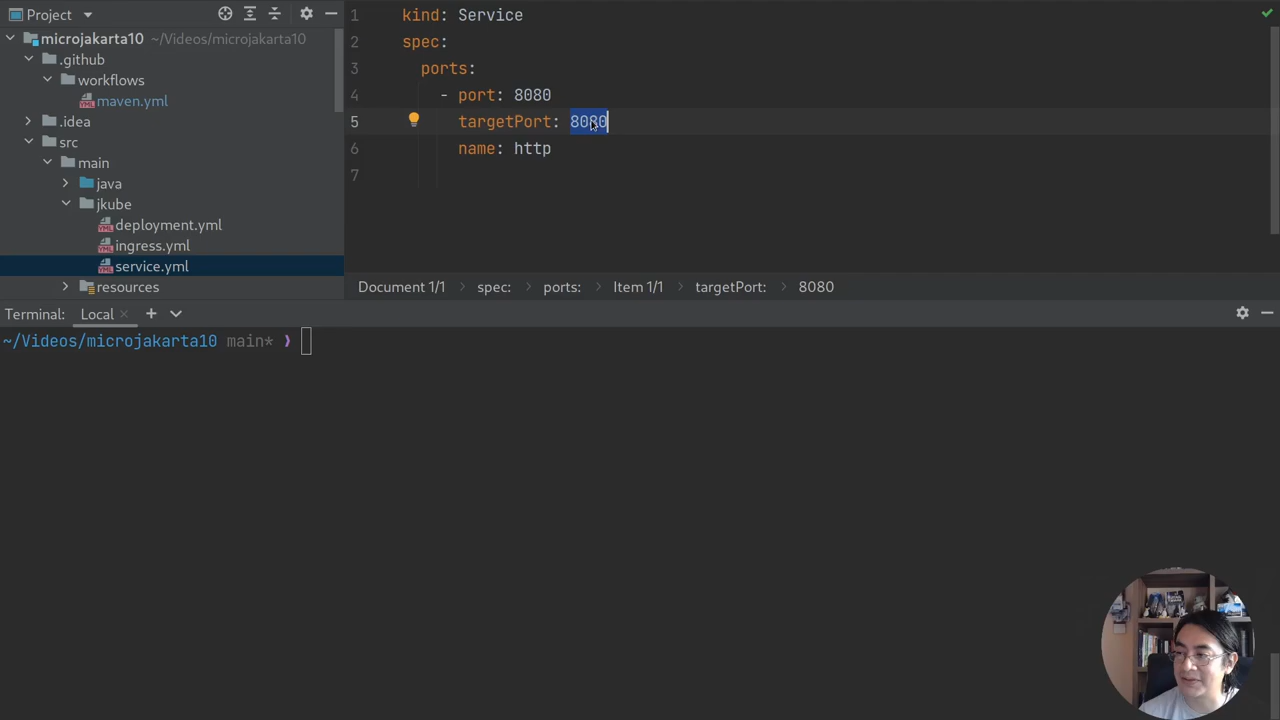 Project
microjakarta10 ~/Videos/microjakarta10
.github
workflows
maven.yml
.idea
src
main
java
jkube
deployment.yml
ingress.yml
service.yml
resources
1 kind: Service
2 spec:
3 ports:
4 - port: 8080
5 targetPort: 8080
6 name: http
7
Document 1/1 › spec: › ports: › Item 1/1 › targetPort: › 8080
Terminal: Local × +
~/Videos/microjakarta10 main* ❯